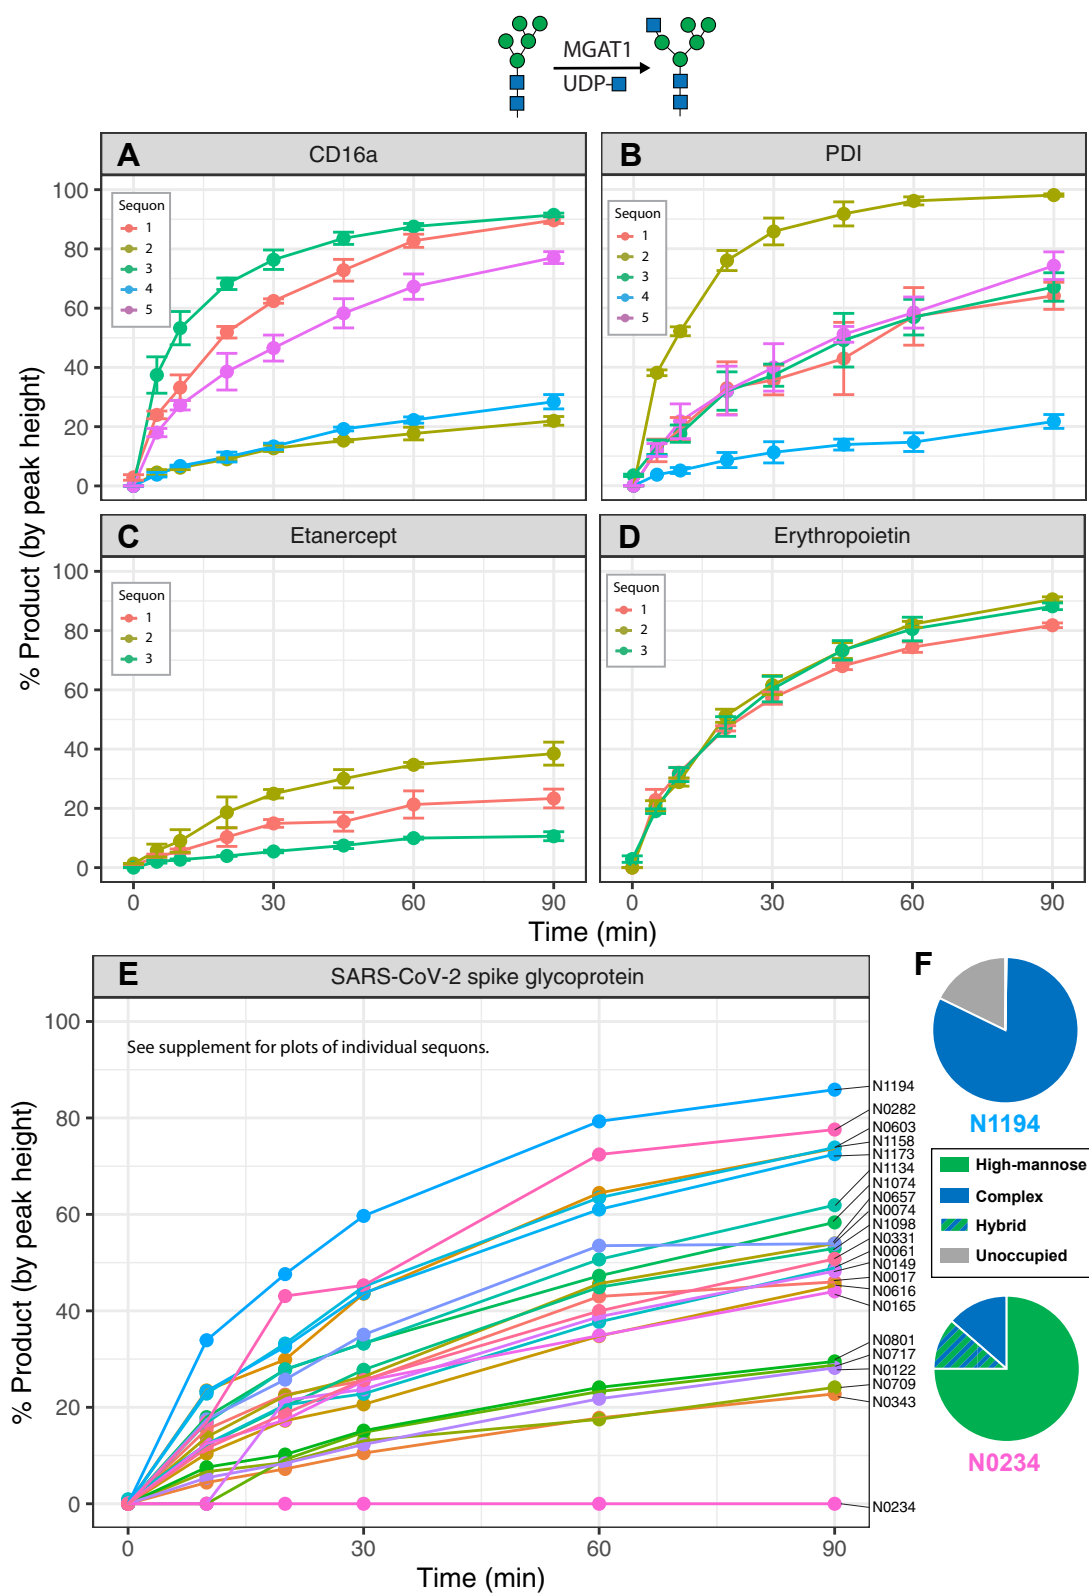 MGAT1
UDP-
A
CD16a
B
PDI
% Product (by peak height)
100
80
60
40
20
0
Sequon
1
2
3
4
5
Sequon
1
2
3
4
5
C
Etanercept
D
Erythropoietin
100
80
60
40
20
0
Sequon
1
2
3
Sequon
1
2
3
0 30 60 90
0 30 60 90
Time (min)
E
SARS-CoV-2 spike glycoprotein
See supplement for plots of individual sequons.
% Product (by peak height)
100
80
60
40
20
0
0 30 60 90
Time (min)
N1194
N0282
N0603
N1158
N1173
N1134
N1074
N0657
N0074
N1098
N0331
N0061
N0149
N0017
N0616
N0165
N0801
N0717
N0122
N0709
N0343
N0234
F
N1194
High-mannose
Complex
Hybrid
Unoccupied
N0234